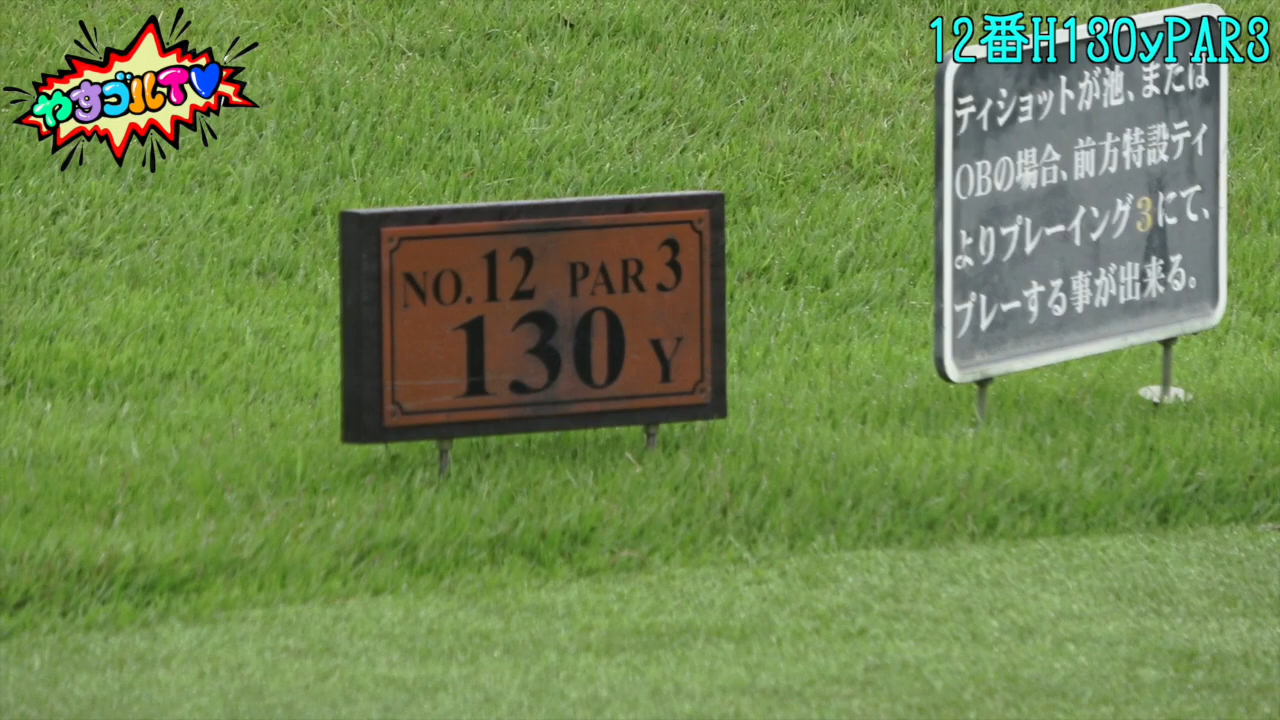 やすゴルTV
12番H130yPAR3
ティショットが池、または
OBの場合、前方特設ティ
よりプレーイング3にて、
プレーする事が出来る。
NO. 12 PAR 3
130 Y